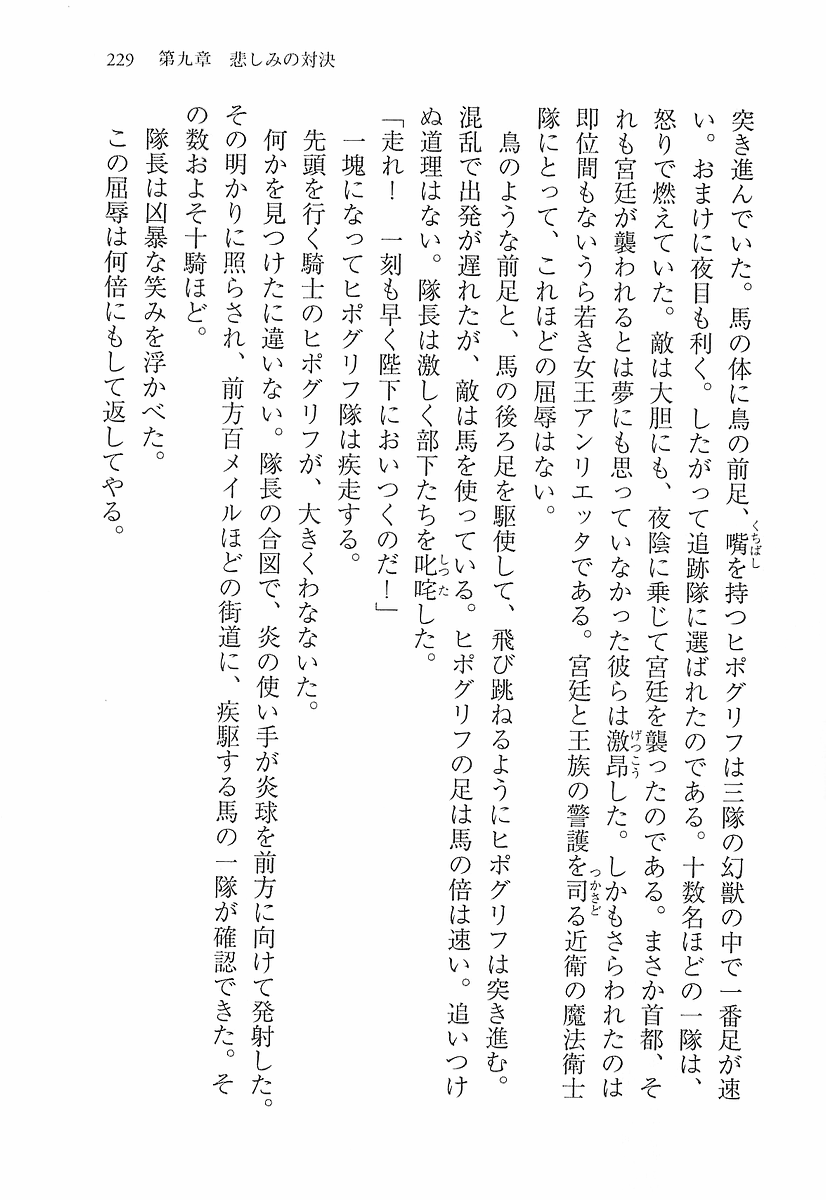 229　第九章　悲しみの対決
突き進んでいた。馬の体に鳥の前足、嘴を持つヒポグリフは三隊の幻獣の中で一番足が速
い。おまけに夜目も利く。したがって追跡隊に選ばれたのである。十数名ほどの一隊は、
怒りで燃えていた。敵は大胆にも、夜陰に乗じて宮廷を襲ったのである。まさか首都、そ
れも宮廷が襲われるとは夢にも思っていなかった彼らは激昂した。しかもさらわれたのは
即位間もないうら若き女王アンリエッタである。宮廷と王族の警護を司る近衛の魔法衛士
隊にとって、これほどの屈辱はない。
　鳥のような前足と、馬の後ろ足を駆使して、飛び跳ねるようにヒポグリフは突き進む。
混乱で出発が遅れたが、敵は馬を使っている。ヒポグリフの足は馬の倍は速い。追いつけ
ぬ道理はない。隊長は激しく部下たちを叱咤した。
「走れ！　一刻も早く陛下においつくのだ！」
　一塊になってヒポグリフ隊は疾走する。
　先頭を行く騎士のヒポグリフが、大きくわなないた。
　何かを見つけたに違いない。隊長の合図で、炎の使い手が炎球を前方に向けて発射した。
その明かりに照らされ、前方百メイルほどの街道に、疾駆する馬の一隊が確認できた。そ
の数およそ十騎ほど。
　隊長は凶暴な笑みを浮かべた。
　この屈辱は何倍にもして返してやる。